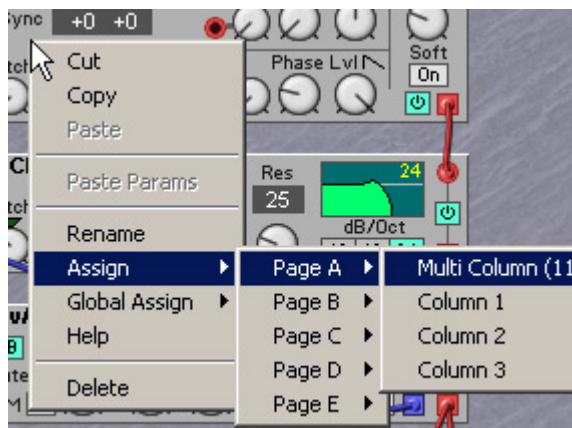 Sync +0 +0
Phase Lvl
Soft
On
Cut
Copy
Paste
Paste Params
Rename
Assign
Global Assign
Help
Delete
Res
25
24
dB/Oct
Page A
Page B
Page C
Page D
Page E
Multi Column (11
Column 1
Column 2
Column 3